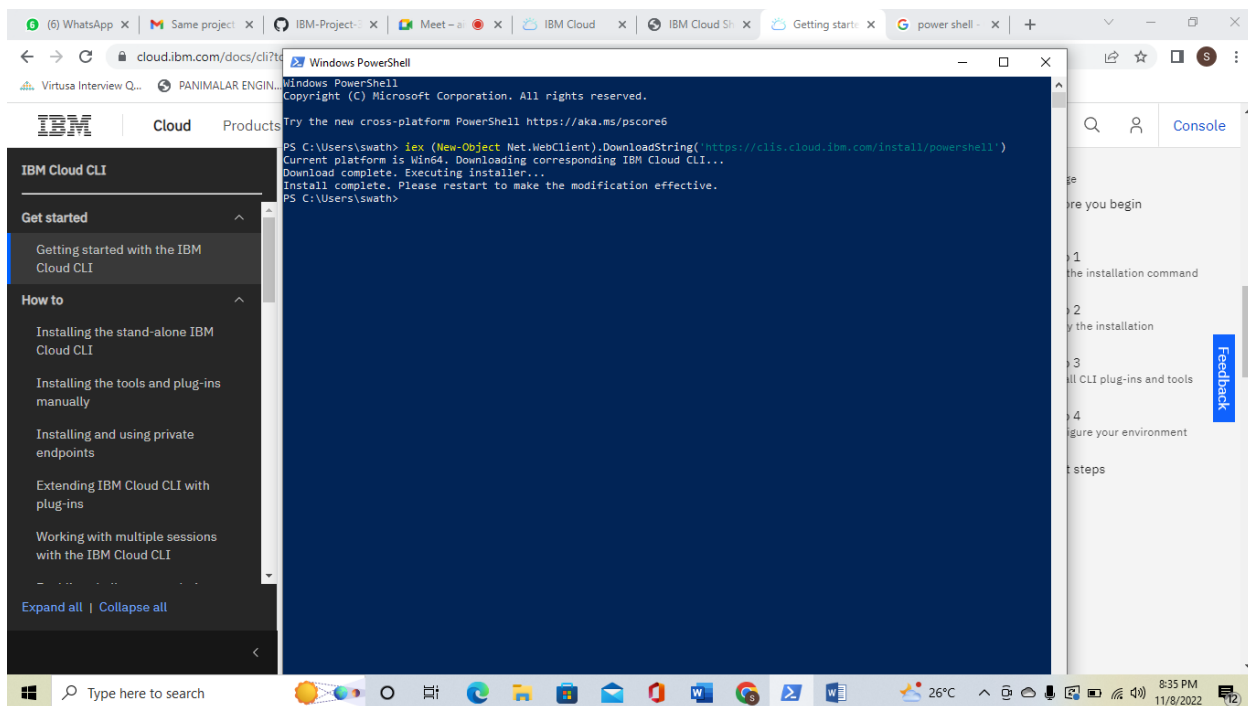 (6) WhatsApp
Same project
IBM-Project-
Meet – a
IBM Cloud
IBM Cloud Sh
Getting starte
power shell -
cloud.ibm.com/docs/cli?to
Virtusa Interview Q...
PANIMALAR ENGIN...
IBM
Cloud
Products
Console
IBM Cloud CLI
Get started
Getting started with the IBM
Cloud CLI
How to
Installing the stand-alone IBM
Cloud CLI
Installing the tools and plug-ins
manually
Installing and using private
endpoints
Extending IBM Cloud CLI with
plug-ins
Working with multiple sessions
with the IBM Cloud CLI
Expand all | Collapse all
Windows PowerShell
Windows PowerShell
Copyright (C) Microsoft Corporation. All rights reserved.
Try the new cross-platform PowerShell https://aka.ms/pscore6
PS C:\Users\swath> iex (New-Object Net.WebClient).DownloadString('https://clis.cloud.ibm.com/install/powershell')
Current platform is Win64. Downloading corresponding IBM Cloud CLI...
Download complete. Executing installer...
Install complete. Please restart to make the modification effective.
PS C:\Users\swath>
ge
ore you begin
1
the installation command
2
y the installation
3
all CLI plug-ins and tools
4
igure your environment
t steps
Feedback
Type here to search
26°C
8:35 PM
11/8/2022
12